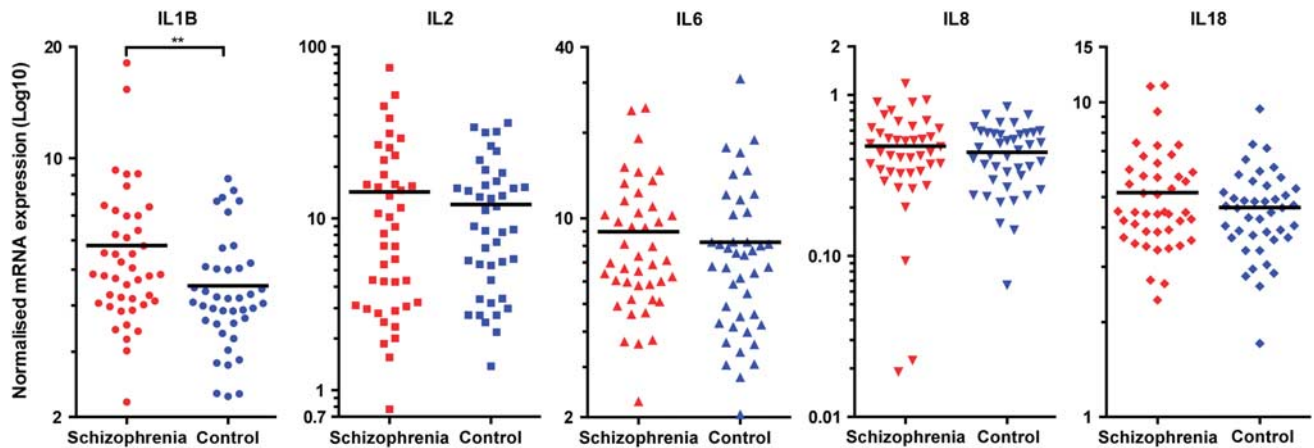 IL1B
IL2
IL6
IL8
IL18
Normalised mRNA expression (Log10)
20
**
10
2
Schizophrenia Control
100
10
1
0.7
Schizophrenia Control
40
10
2
Schizophrenia Control
2
1
0.10
0.01
Schizophrenia Control
15
10
1
Schizophrenia Control